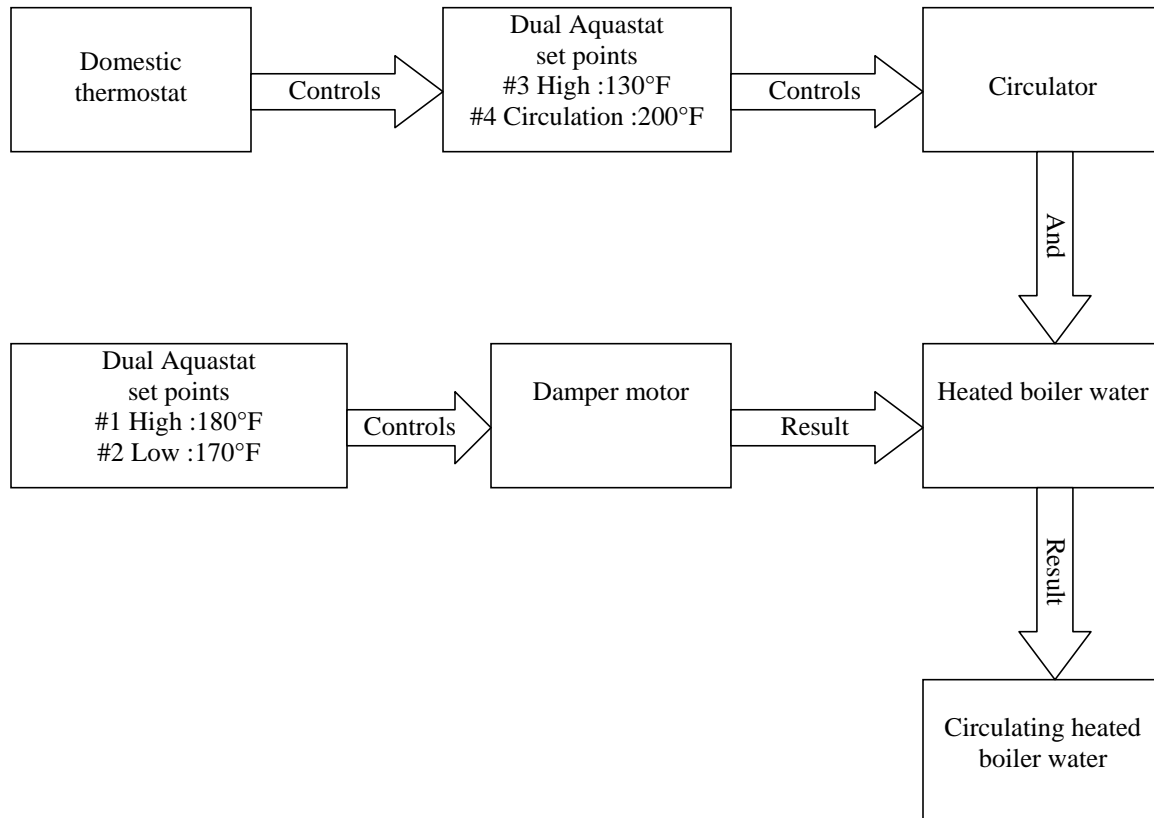 Domestic
thermostat
Controls
Dual Aquastat
set points
#3 High :130°F
#4 Circulation :200°F
Controls
Circulator
And
Dual Aquastat
set points
#1 High :180°F
#2 Low :170°F
Controls
Damper motor
Result
Heated boiler water
Result
Circulating heated
boiler water